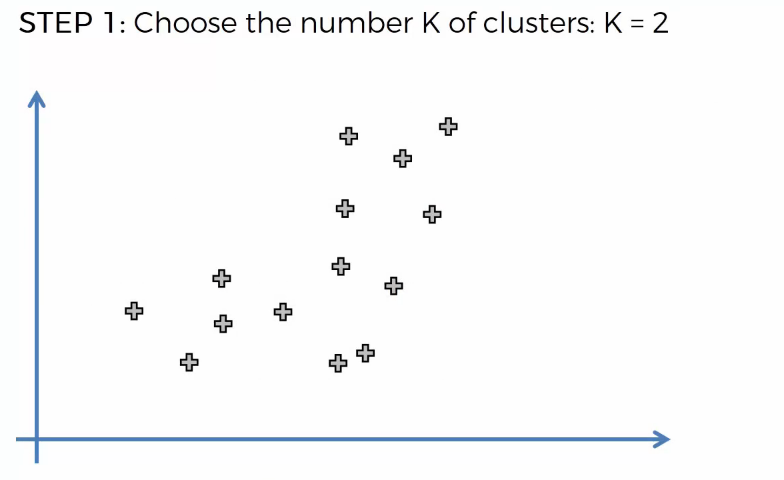 STEP 1: Choose the number K of clusters: K = 2